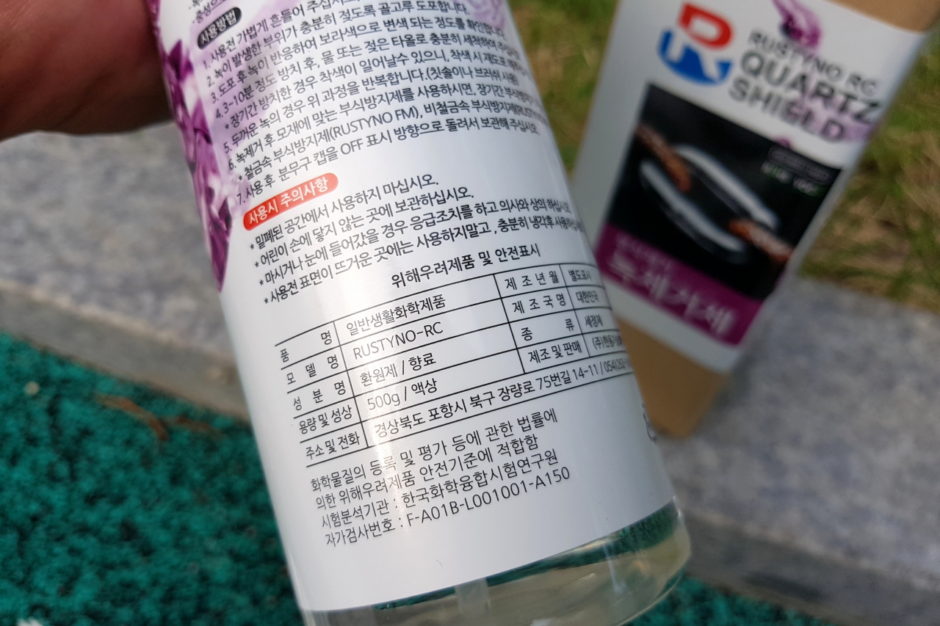 사용방법
1. 사용전 가볍게 흔들어 주십시오.
2. 녹이 발생한 부위가 충분히 젖도록 골고루 도포합니다.
3. 도포 후 녹이 반응하여 보라색으로 변색 되는 정도를 확인합니다.
4. 3-10분 정도 방치 후, 물 또는 젖은 타올로 충분히 세척하여 주십시오
* 장기간 방치한 경우 착색이 일어날수 있으니, 착색 시
5. 두꺼운 녹의 경우 위 과정을 반복합니다.(칫솔이나 브러쉬 사용)
6. 녹제거 후 모재에 맞는 부식방지제를 사용하시면, 장기간
* 철금속 부식방지제(RUSTYNO FM), 비철금속 부식방지제(RUSTYNO
7. 사용 후 분무구 캡을 OFF 표시 방향으로 돌려서 보관해 주십시오.
사용시 주의사항
* 밀폐된 공간에서 사용하지 마십시오.
* 어린이 손에 닿지 않는 곳에 보관하십시오.
* 마시거나 눈에 들어갔을 경우 응급조치를 하고 의사와 상의 하십시오.
* 사용전 표면이 뜨거운 곳에는 사용하지말고, 충분히 냉각후
위해우려제품 및 안전표시
품 명 일반생활화학제품 제 조 년 월 별도표시
모 델 명 RUSTYNO-RC 제 조 국 명 대한민국
성 분 명 환원제 / 향료 종 류 세정제
용량 및 성상 500g / 액상 제조 및 판매
주소 및 전화 경상북도 포항시 북구 장량로 75번길 14-11 /
화학물질의 등록 및 평가 등에 관한 법률에
의한 위해우려제품 안전기준에 적합함
시험분석기관 : 한국화학융합시험연구원
자가검사번호 : F-A01B-L001001-A150
R
RUSTYNO RC
QUARTZ
SHIELD
녹제거제